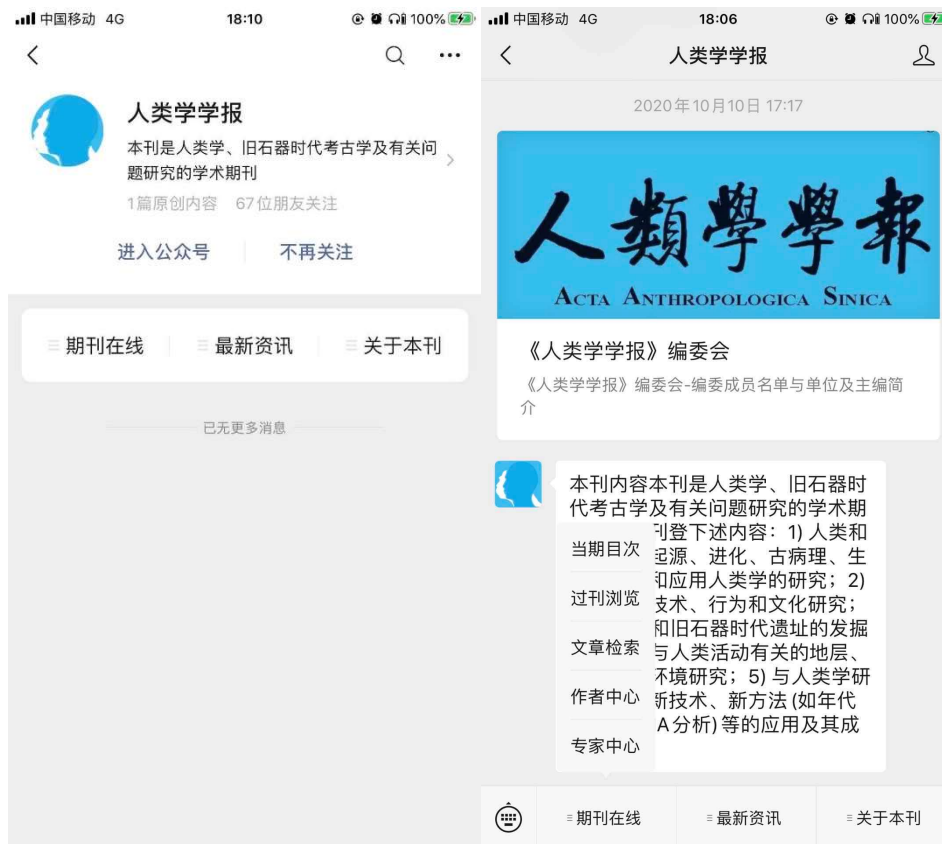 中国移动 4G 18:10 100%
人类学学报
本刊是人类学、旧石器时代考古学及有关问
题研究的学术期刊
1篇原创内容 67位朋友关注
进入公众号 不再关注
期刊在线 最新资讯 关于本刊
已无更多消息
中国移动 4G 18:06 100%
人类学学报
2020年10月10日 17:17
人類學學報
ACTA ANTHROPOLOGICA SINICA
《人类学学报》编委会
《人类学学报》编委会-编委成员名单与单位及主编简
介
本刊内容本刊是人类学、旧石器时
代考古学及有关问题研究的学术期
刊登下述内容：1) 人类和
起源、进化、古病理、生
和应用人类学的研究；2)
技术、行为和文化研究；
和旧石器时代遗址的发掘
与人类活动有关的地层、
环境研究；5) 与人类学研
新技术、新方法 (如年代
A分析) 等的应用及其成
当期目次
过刊浏览
文章检索
作者中心
专家中心
期刊在线 最新资讯 关于本刊